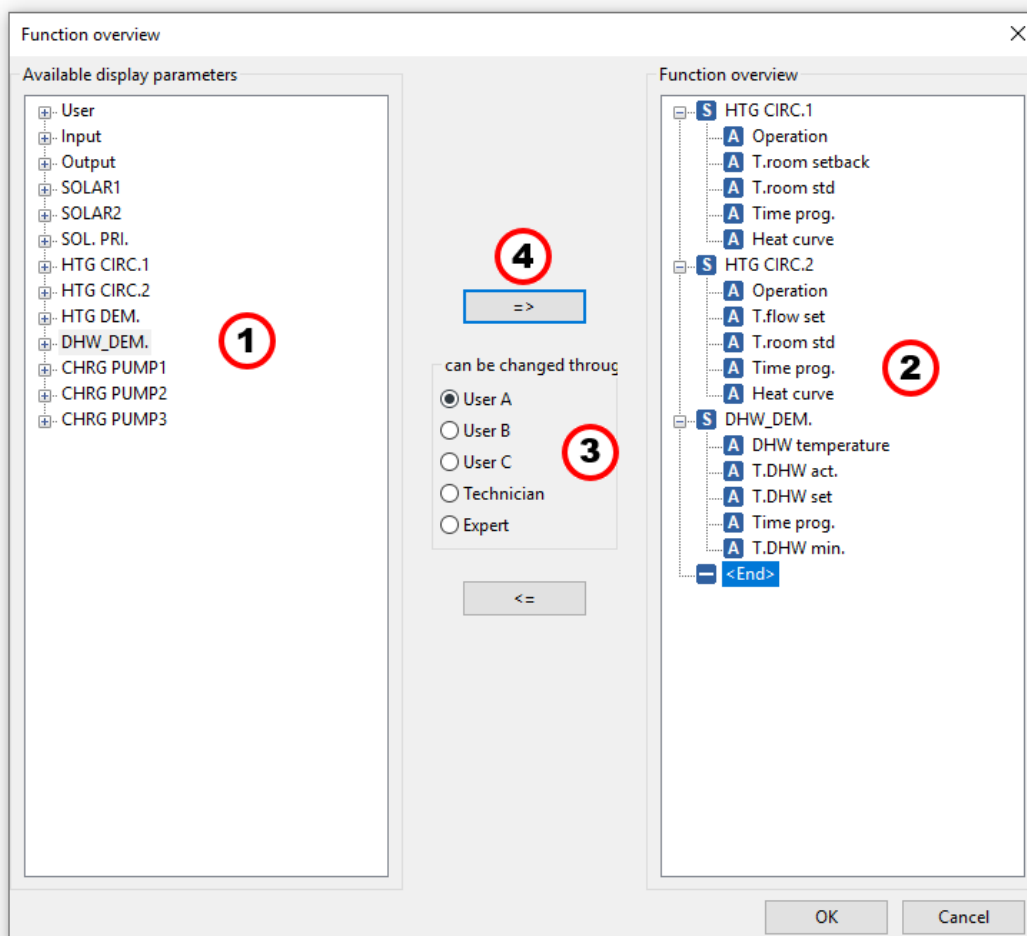 Function overview
Available display parameters
User
Input
Output
SOLAR1
SOLAR2
SOL. PRI.
HTG CIRC.1
HTG CIRC.2
HTG DEM.
DHW_DEM.
CHRG PUMP1
CHRG PUMP2
CHRG PUMP3
1
4
=>
can be changed throug
User A
User B
User C
Technician
Expert
3
<=
Function overview
S HTG CIRC.1
A Operation
A T.room setback
A T.room std
A Time prog.
A Heat curve
S HTG CIRC.2
A Operation
A T.flow set
A T.room std
A Time prog.
A Heat curve
S DHW_DEM.
A DHW temperature
A T.DHW act.
A T.DHW set
A Time prog.
A T.DHW min.
<End>
2
OK
Cancel